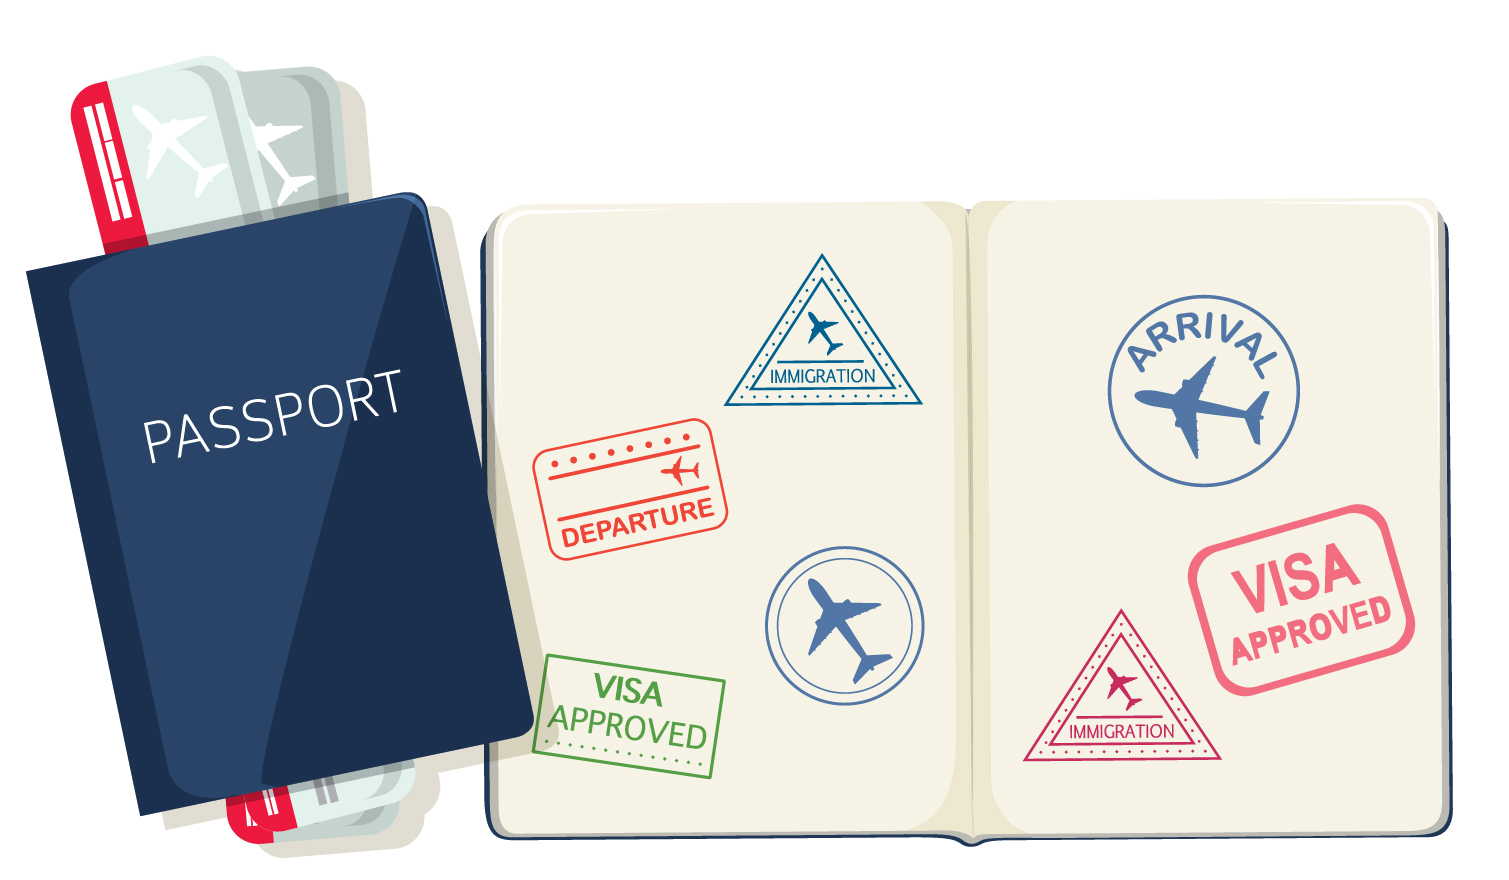 PASSPORT
IMMIGRATION
DEPARTURE
VISA
APPROVED
ARRIVAL
VISA
APPROVED
IMMIGRATION